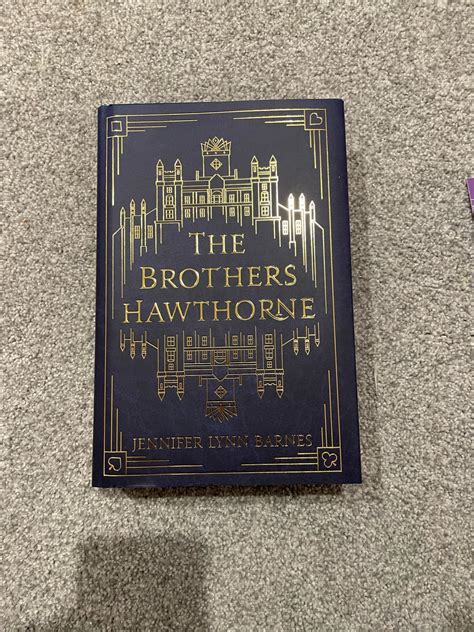 THE
BROTHERS
HAWTHORNE
JENNIFER LYNN BARNES